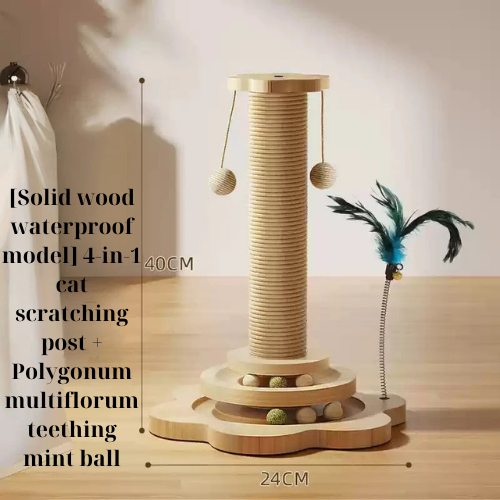 [Solid wood
waterproof
model] 4-in-1
cat
scratching
post +
Polygonum
multiflorum
teething
mint ball
40CM
24CM